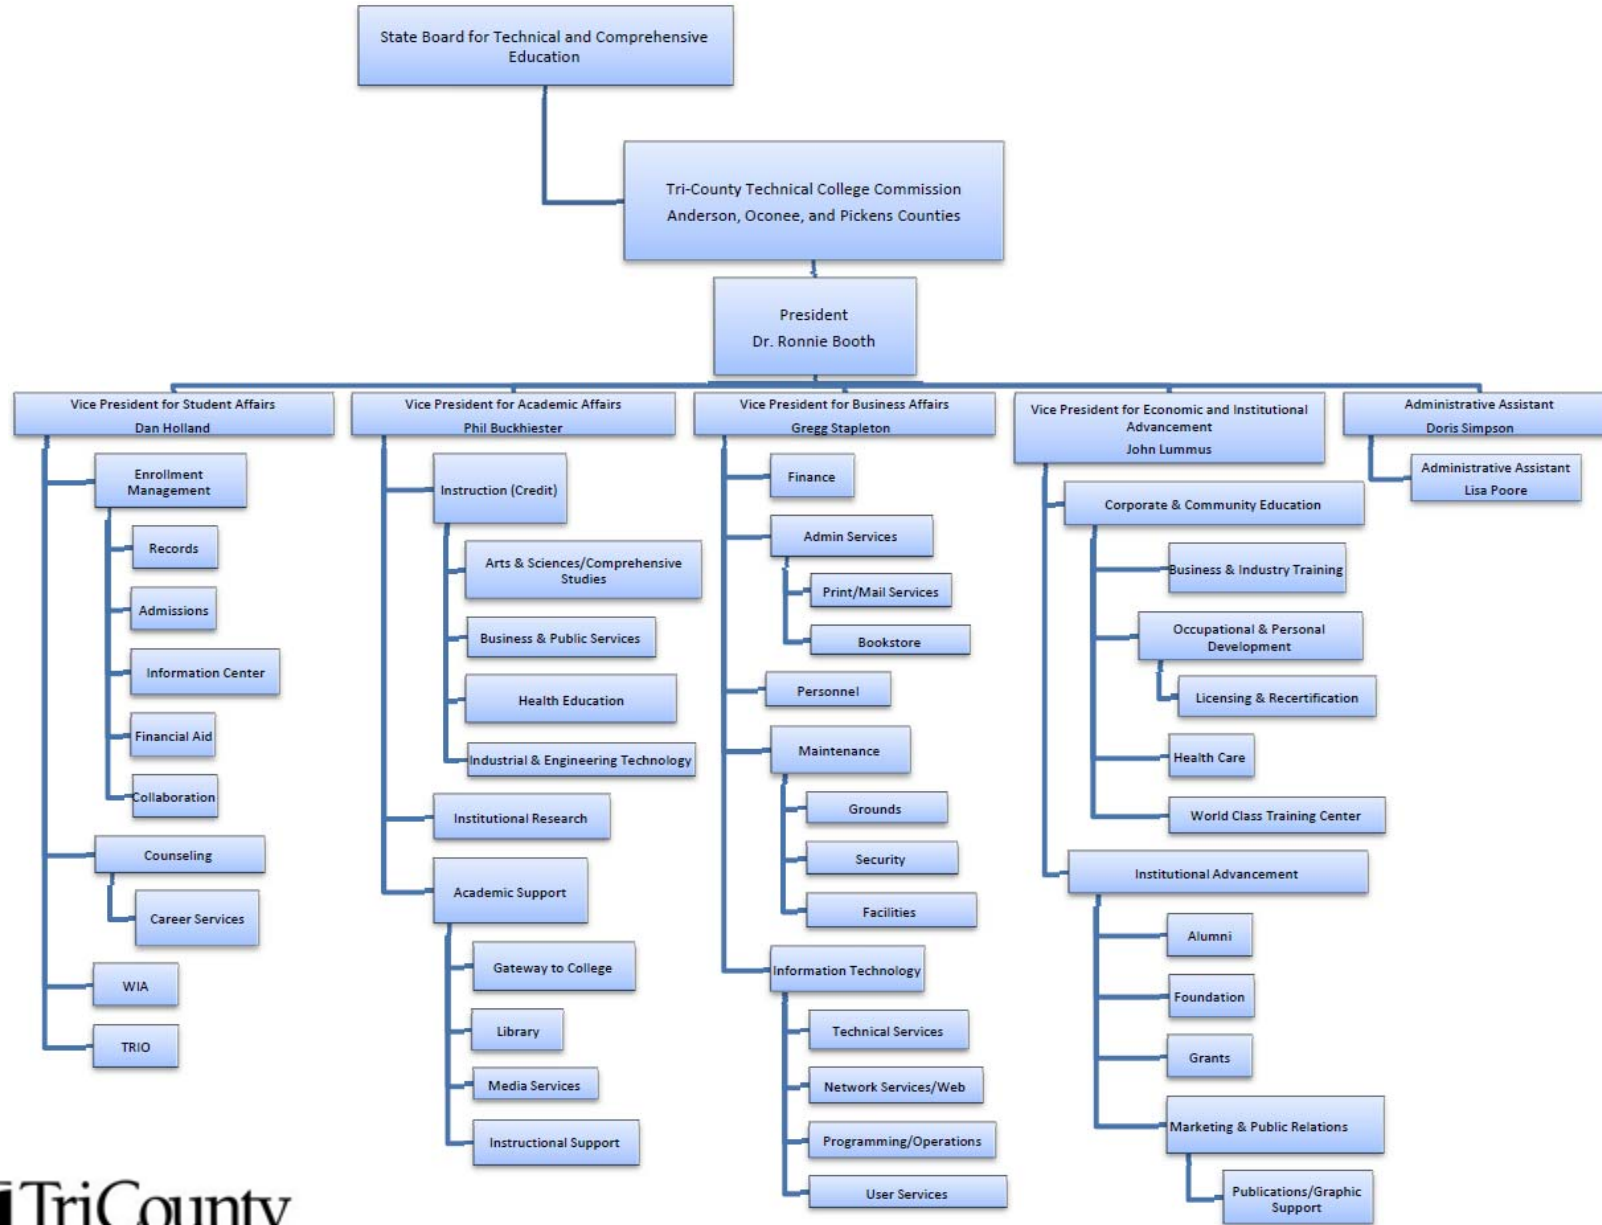 State Board for Technical and Comprehensive
Education
Tri-County Technical College Commission
Anderson, Oconee, and Pickens Counties
President
Dr. Ronnie Booth
Vice President for Student Affairs
Dan Holland
Enrollment
Management
Records
Admissions
Information Center
Financial Aid
Collaboration
Counseling
Career Services
WIA
TRIO
Vice President for Academic Affairs
Phil Buckhiester
Instruction (Credit)
Arts & Sciences/Comprehensive
Studies
Business & Public Services
Health Education
Industrial & Engineering Technology
Institutional Research
Academic Support
Gateway to College
Library
Media Services
Instructional Support
Vice President for Business Affairs
Gregg Stapleton
Finance
Admin Services
Print/Mail Services
Bookstore
Personnel
Maintenance
Grounds
Security
Facilities
Information Technology
Technical Services
Network Services/Web
Programming/Operations
User Services
Vice President for Economic and Institutional
Advancement
John Lummus
Corporate & Community Education
Business & Industry Training
Occupational & Personal
Development
Licensing & Recertification
Health Care
World Class Training Center
Institutional Advancement
Alumni
Foundation
Grants
Marketing & Public Relations
Publications/Graphic
Support
Administrative Assistant
Doris Simpson
Administrative Assistant
Lisa Poore
TriCounty